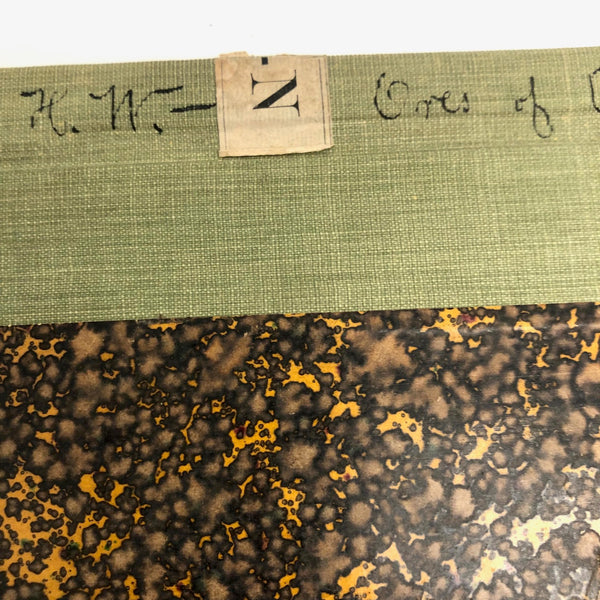 H. W. —
N
Ores of